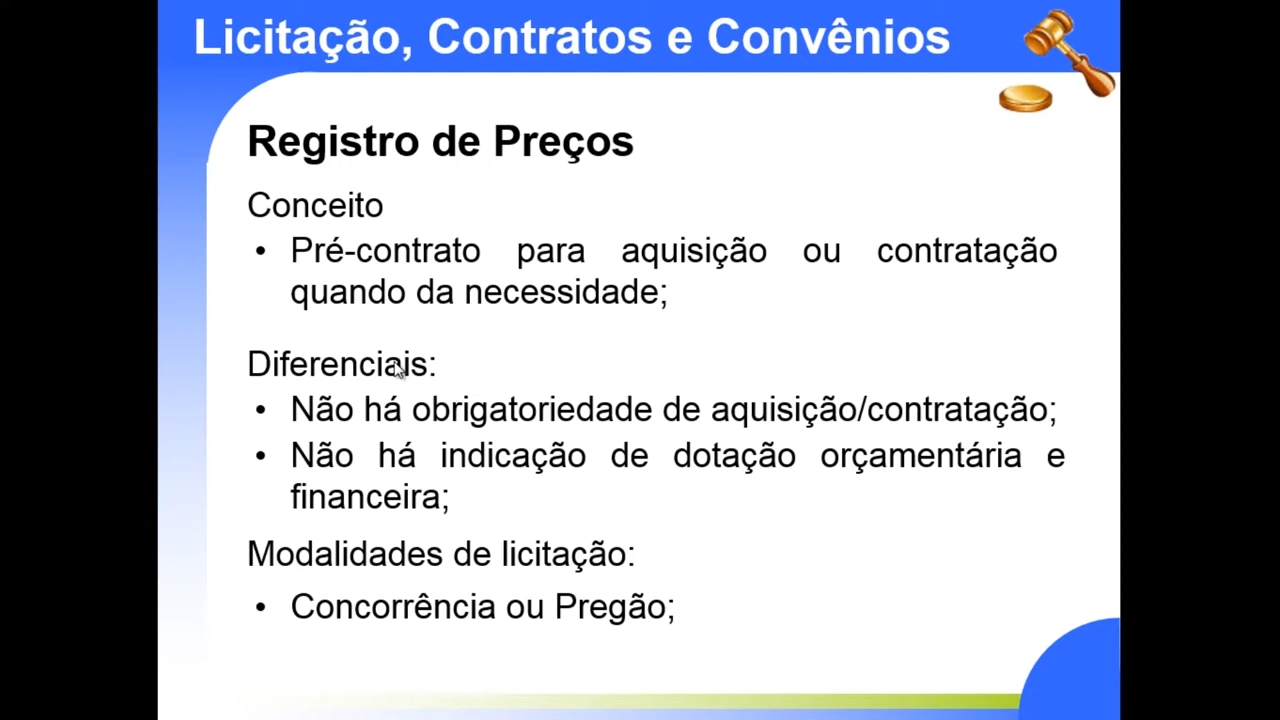 Licitação, Contratos e Convênios
Registro de Preços
Conceito
• Pré-contrato para aquisição ou contratação
quando da necessidade;
Diferenciais:
• Não há obrigatoriedade de aquisição/contratação;
• Não há indicação de dotação orçamentária e
financeira;
Modalidades de licitação:
• Concorrência ou Pregão;